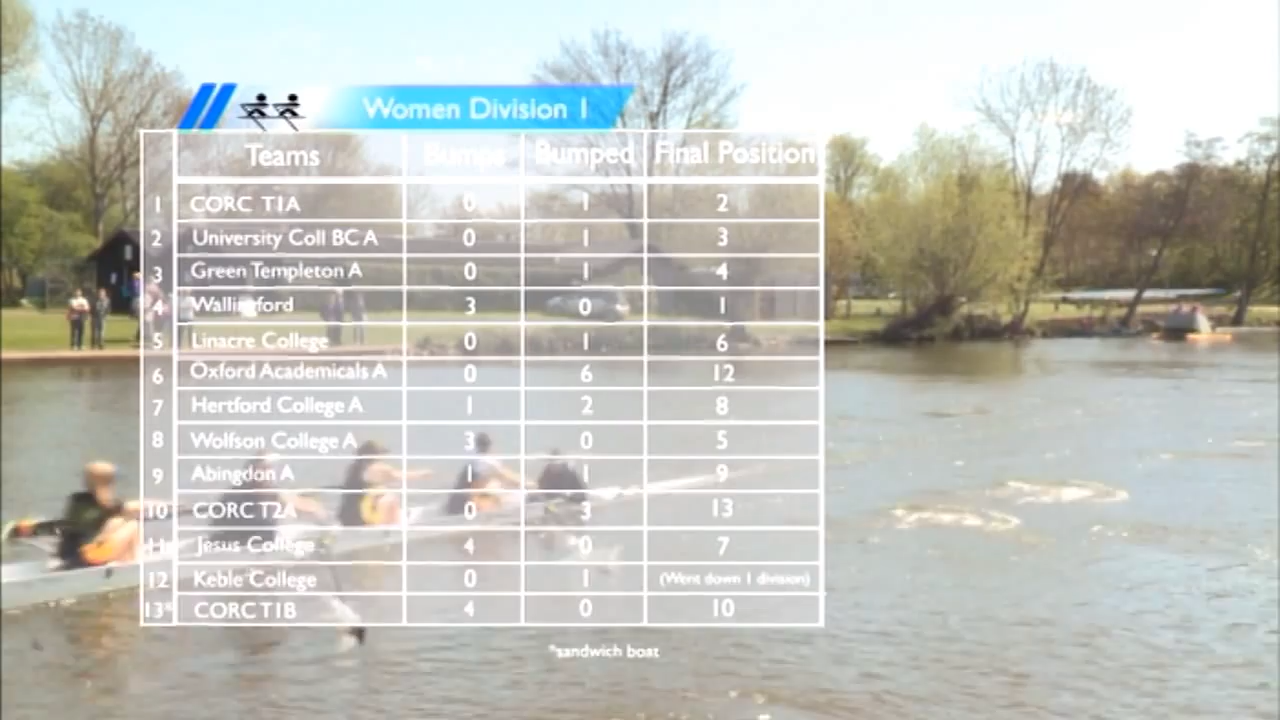 Women Division 1
Teams Bumps Bumped Final Position
1 CORC T1A 0 1 2
2 University Coll BC A 0 1 3
3 Green Templeton A 0 1 4
4 Wallingford 3 0 1
5 Linacre College 0 1 6
6 Oxford Academicals A 0 6 12
7 Hertford College A 1 2 8
8 Wolfson College A 3 0 5
9 Abingdon A 1 1 9
10 CORC T2A 0 3 13
11 Jesus College 4 0 7
12 Keble College 0 1 (Went down 1 division)
13* CORC T1B 4 0 10
*sandwich boat